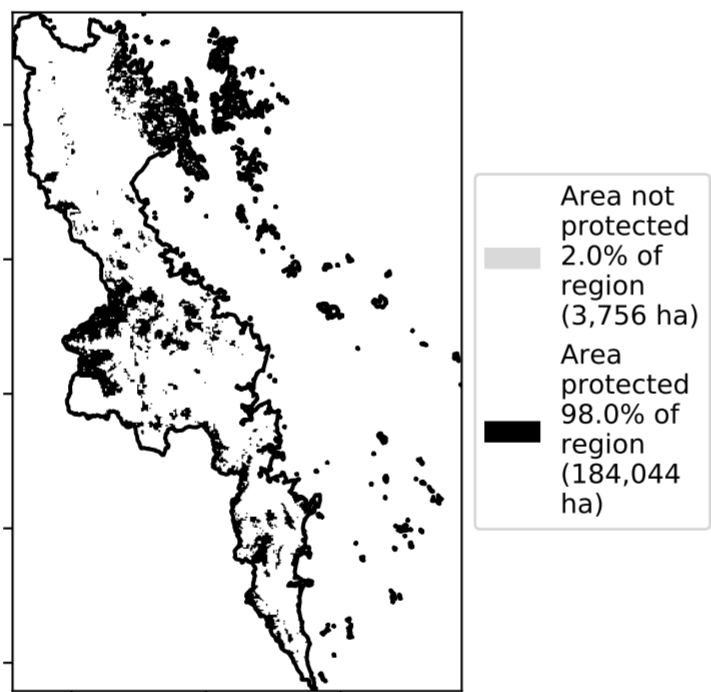 Area not
protected
2.0% of
region
(3,756 ha)
Area
protected
98.0% of
region
(184,044
ha)